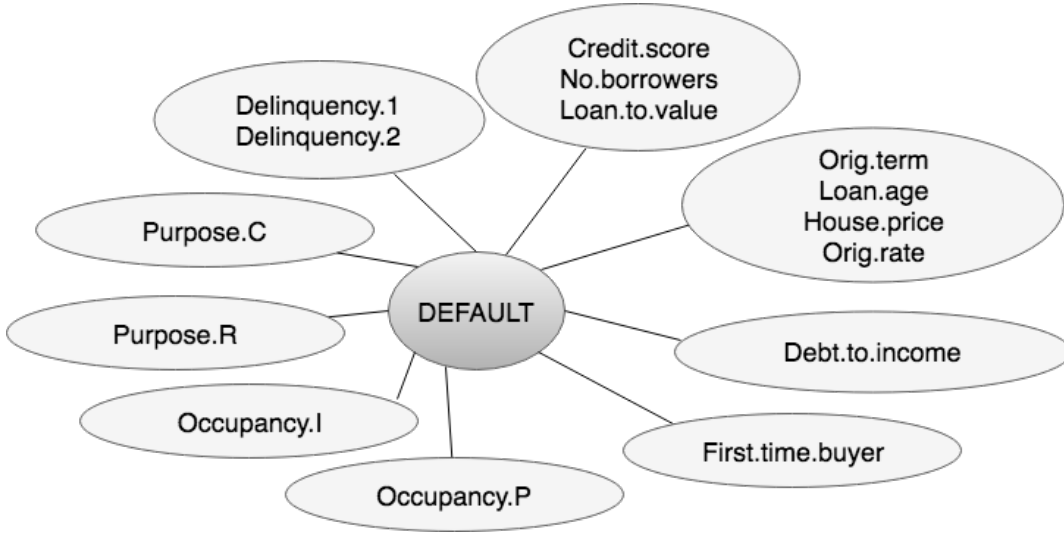 Credit.score
No.borrowers
Loan.to.value
Delinquency.1
Delinquency.2
Orig.term
Loan.age
House.price
Orig.rate
Purpose.C
DEFAULT
Purpose.R
Debt.to.income
Occupancy.I
First.time.buyer
Occupancy.P